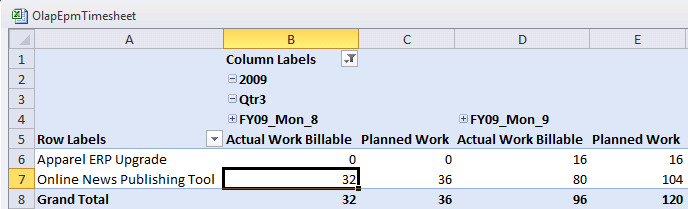 OlapEpmTimesheet
A B C D E
1 Column Labels
2 2009
3 Qtr3
4 FY09_Mon_8 FY09_Mon_9
5 Row Labels Actual Work Billable Planned Work Actual Work Billable Planned Work
6 Apparel ERP Upgrade 0 0 16 16
7 Online News Publishing Tool 32 36 80 104
8 Grand Total 32 36 96 120